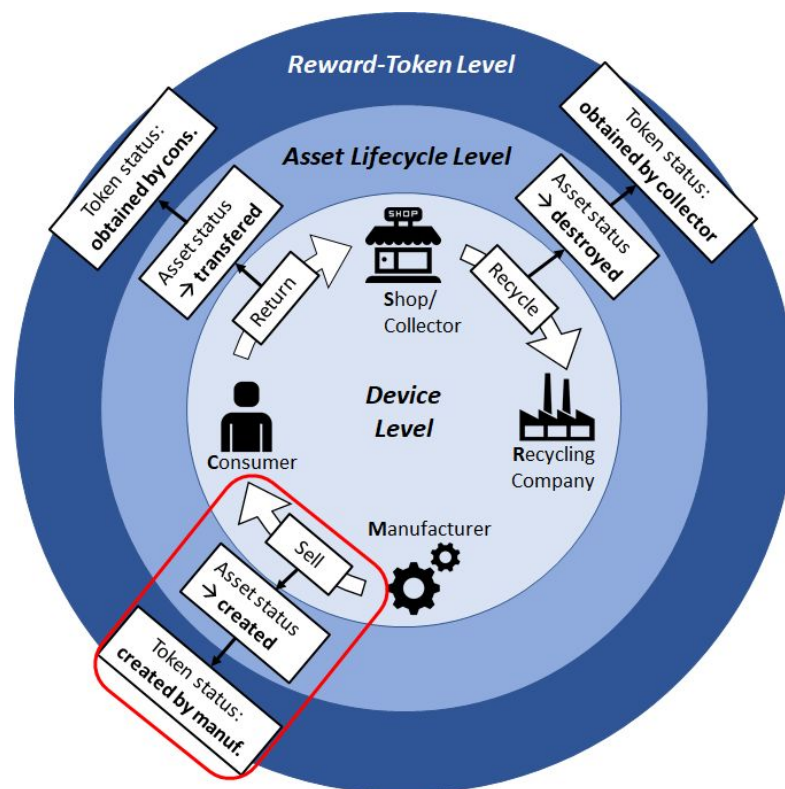 Reward-Token Level
Token status:
obtained by cons.
Token status:
obtained by collector
Asset Lifecycle Level
Asset status
→ transfered
Asset status
→ destroyed
SHOP
Return
Recycle
Shop/
Collector
Device
Level
Consumer
Recycling
Company
Manufacturer
Sell
Asset status
→ created
Token status:
created by manuf.